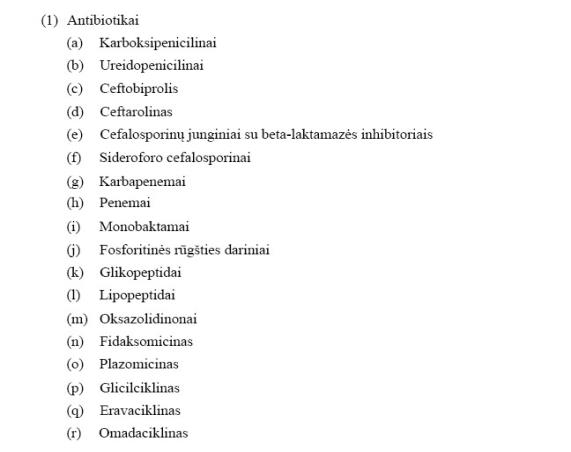 (1) Antibiotikai
(a) Karboksipenicilinai
(b) Ureidopenicilinai
(c) Ceftobiprolis
(d) Ceftarolinas
(e) Cefalosporinų junginiai su beta-laktamazės inhibitoriais
(f) Sideroforo cefalosporinai
(g) Karbapenemai
(h) Penemai
(i) Monobaktamai
(j) Fosforitinės rūgšties dariniai
(k) Glikopeptidai
(l) Lipopeptidai
(m) Oksazolidinonai
(n) Fidaksomicinas
(o) Plazomicinas
(p) Glicilciklinas
(q) Eravaciklinas
(r) Omadaciklinas